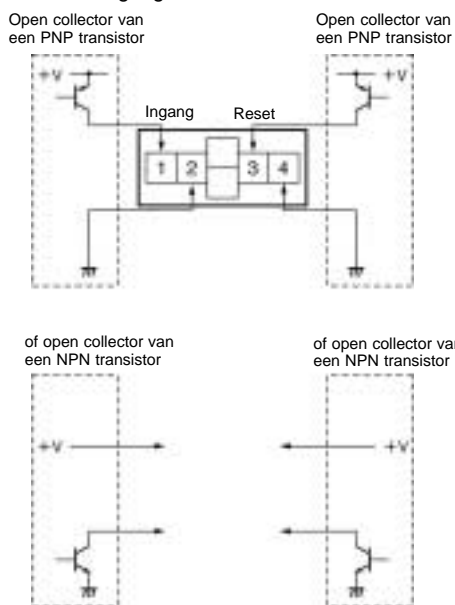 Open collector van
een PNP transistor
Open collector van
een PNP transistor
+V
+V
Ingang
Reset
1 2 3 4
of open collector van
een NPN transistor
of open collector van
een NPN transistor
+V
+V